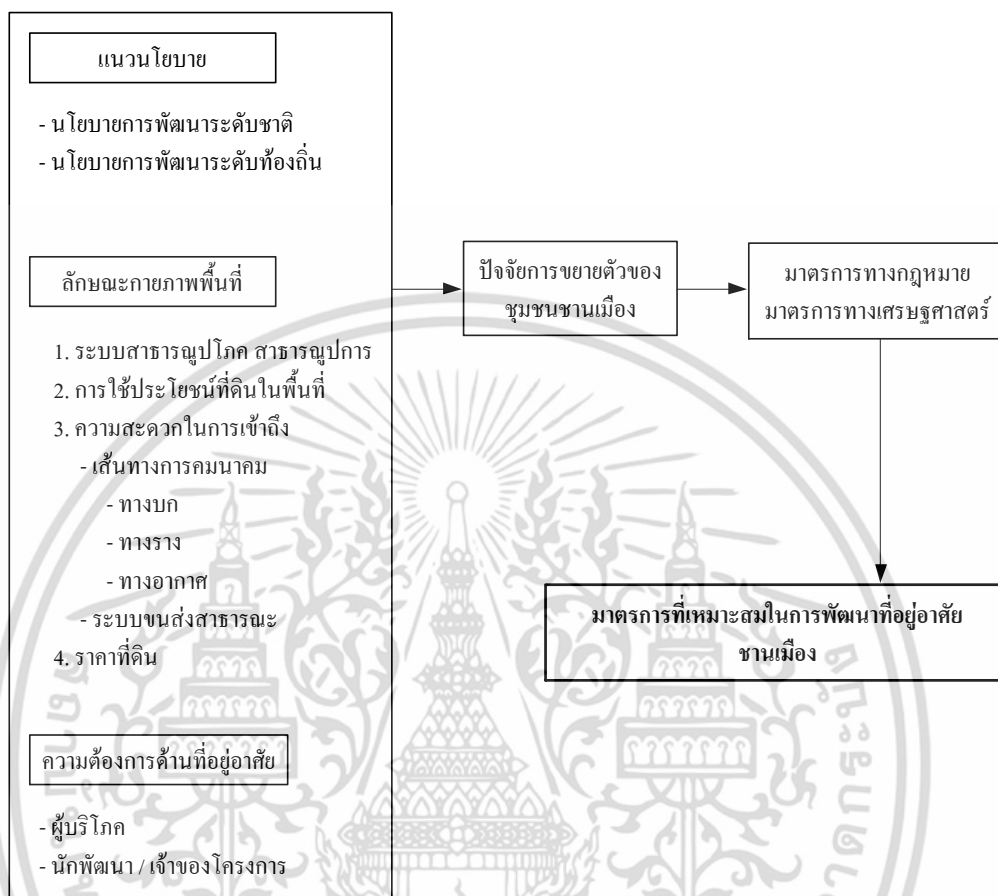 แนวนโยบาย
- นโยบายการพัฒนาระดับชาติ
- นโยบายการพัฒนาระดับท้องถิ่น
ลักษณะกายภาพพื้นที่
1. ระบบสาธารณูปโภค สาธารณูปการ
2. การใช้ประโยชน์ที่ดินในพื้นที่
3. ความสะดวกในการเข้าถึง
- เส้นทางการคมนาคม
- ทางบก
- ทางราง
- ทางอากาศ
- ระบบขนส่งสาธารณะ
4. ราคาที่ดิน
ความต้องการด้านที่อยู่อาศัย
- ผู้บริโภค
- นักพัฒนา / เจ้าของโครงการ
ปัจจัยการขยายตัวของ
ชุมชนชานเมือง
มาตรการทางกฎหมาย
มาตรการทางเศรษฐศาสตร์
มาตรการที่เหมาะสมในการพัฒนาที่อยู่อาศัย
ชานเมือง